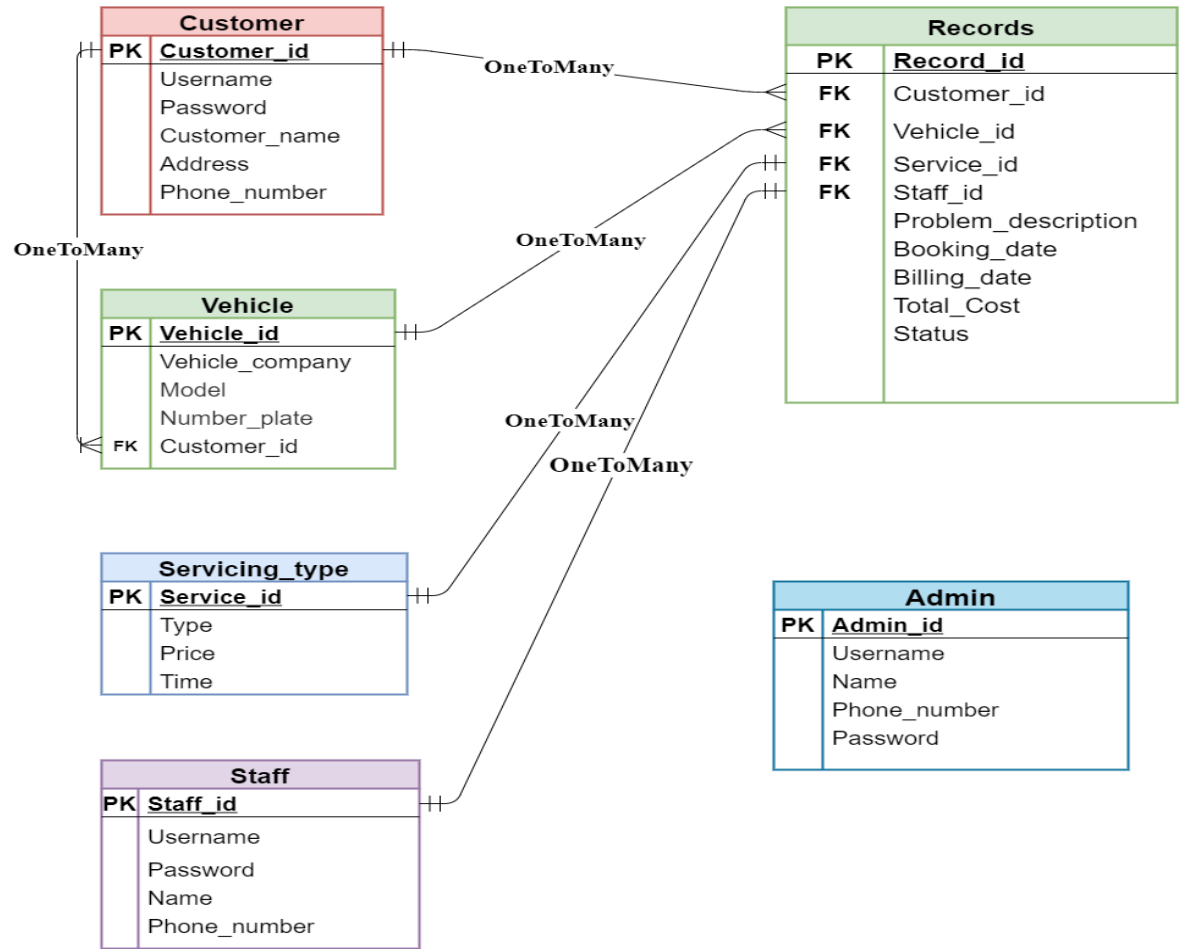 Customer
PK Customer_id
Username
Password
Customer_name
Address
Phone_number
OneToMany
Records
PK Record_id
FK Customer_id
FK Vehicle_id
FK Service_id
FK Staff_id
Problem_description
Booking_date
Billing_date
Total_Cost
Status
OneToMany
OneToMany
Vehicle
PK Vehicle_id
Vehicle_company
Model
Number_plate
FK Customer_id
OneToMany
OneToMany
Servicing_type
PK Service_id
Type
Price
Time
Admin
PK Admin_id
Username
Name
Phone_number
Password
Staff
PK Staff_id
Username
Password
Name
Phone_number